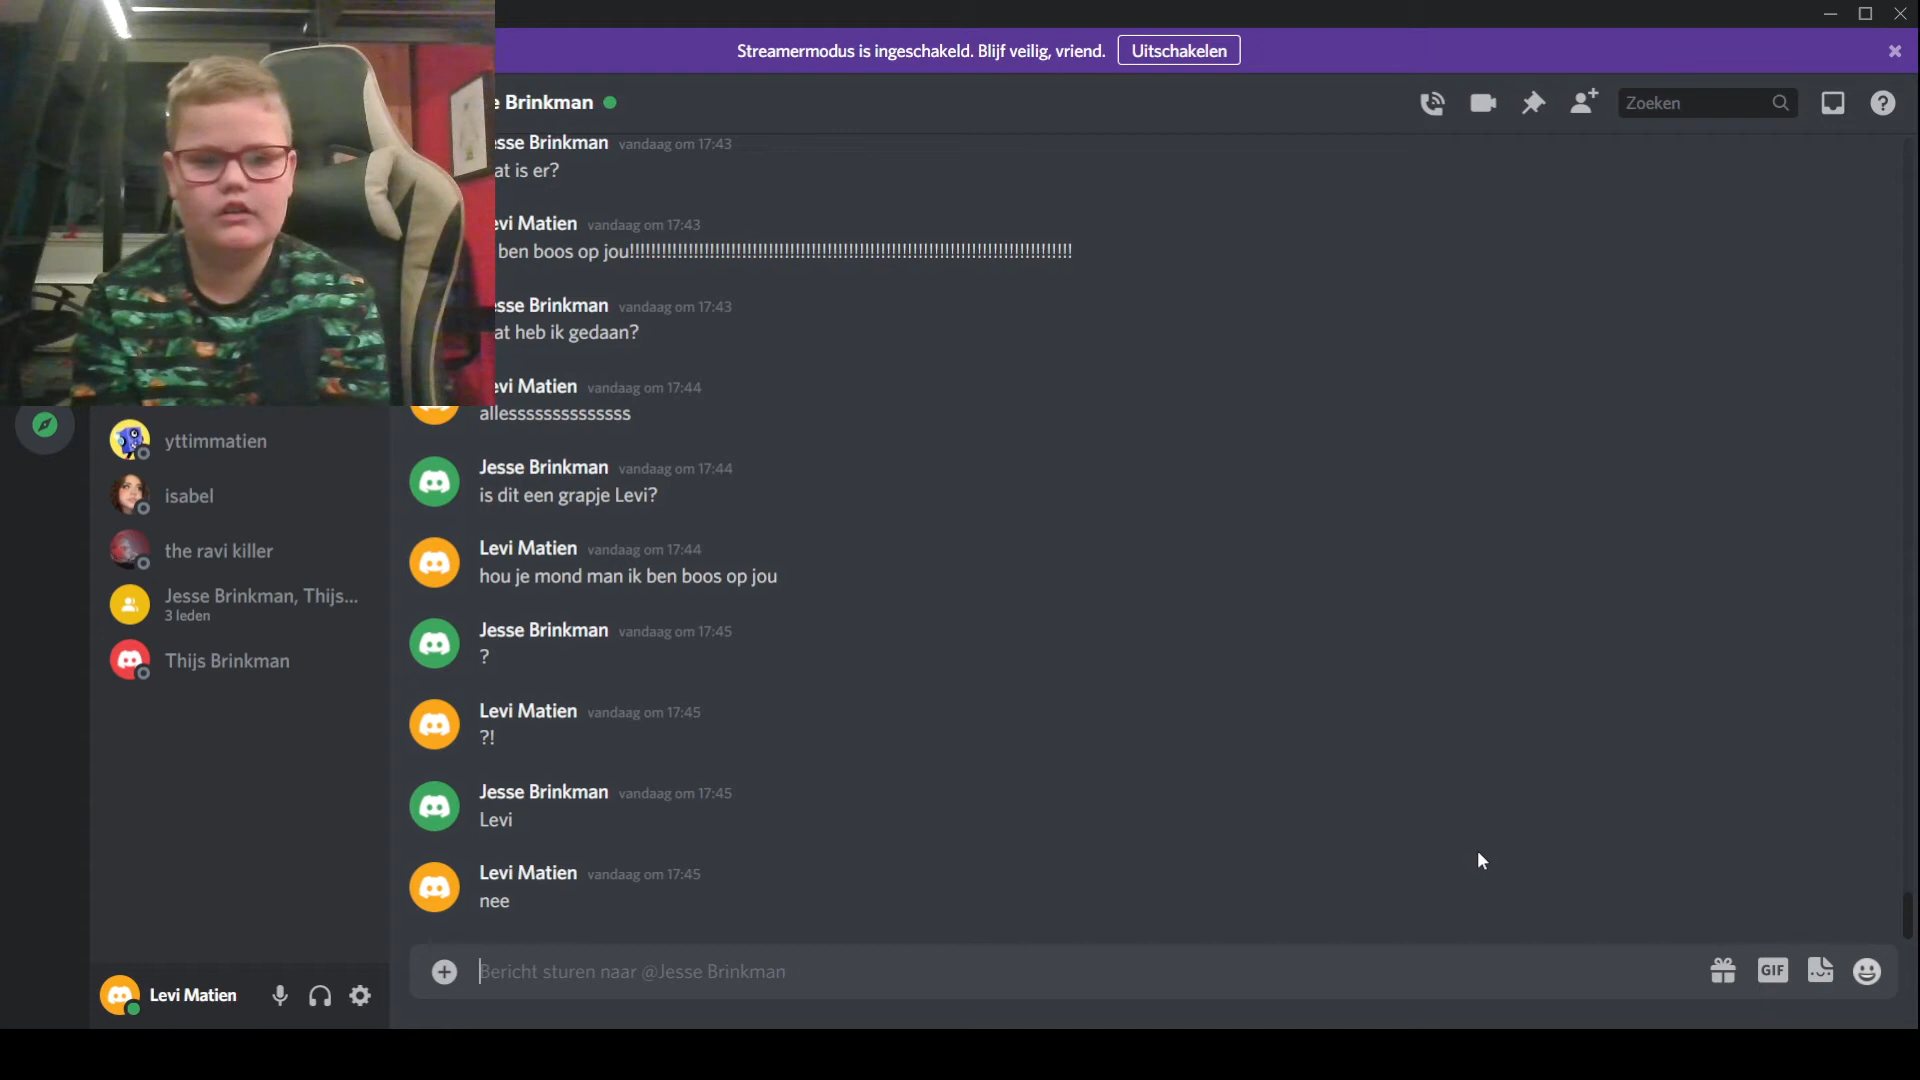 Streamermodus is ingeschakeld. Blijf veilig, vriend. Uitschakelen
Brinkman
Zoeken
esse Brinkman vandaag om 17:43
at is er?
evi Matien vandaag om 17:43
ben boos op jou!!!!!!!!!!!!!!!!!!!!!!!!!!!!!!!!!!!!!!!!!!!!!!!!!!!!!!!!!!!!!!!!!!!!!!!!!!!!!!!!!!!
esse Brinkman vandaag om 17:43
at heb ik gedaan?
evi Matien vandaag om 17:44
allesssssssssssssss
Jesse Brinkman vandaag om 17:44
is dit een grapje Levi?
Levi Matien vandaag om 17:44
hou je mond man ik ben boos op jou
Jesse Brinkman vandaag om 17:45
?
Levi Matien vandaag om 17:45
?!
Jesse Brinkman vandaag om 17:45
Levi
Levi Matien vandaag om 17:45
nee
Bericht sturen naar @Jesse Brinkman
GIF
yttimmatien
isabel
the ravi killer
Jesse Brinkman, Thijs...
3 leden
Thijs Brinkman
Levi Matien